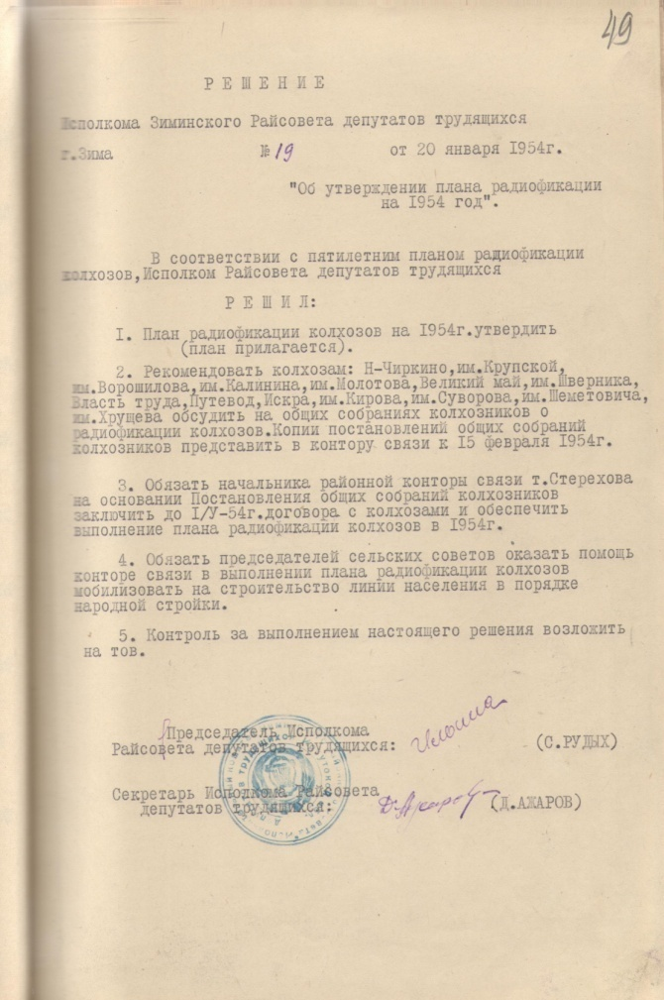 49
РЕШЕНИЕ
Исполкома Зиминского Райсовета депутатов трудящихся
г.Зима № 19 от 20 января 1954г.
"Об утверждении плана радиофикации
на 1954 год".
В соответствии с пятилетним планом радиофикации
колхозов,Исполком Райсовета депутатов трудящихся
РЕШИЛ:
1. План радиофикации колхозов на 1954г.утвердить
(план прилагается).
2. Рекомендовать колхозам: Н-Чиркино,им.Крупской,
им.Ворошилова,им.Калинина,им.Молотова,Великий май,им.Шверника,
Власть труда,Путевод,Искра,им.Кирова,им.Суворова,им.Шеметовича,
им.Хрущева обсудить на общих собраниях колхозников о
радиофикации колхозов.Копии постановлений общих собраний
колхозников представить в контору связи к 15 февраля 1954г.
3. Обязать начальника районной конторы связи т.Стерехова
на основании Постановления общих собраний колхозников
заключить до I/У-54г.договора с колхозами и обеспечить
выполнение плана радиофикации колхозов в 1954г.
4. Обязать председателей сельских советов оказать помощь
конторе связи в выполнении плана радиофикации колхозов
мобилизовать на строительство линии населения в порядке
народной стройки.
5. Контроль за выполнением настоящего решения возложить
на тов.
Председатель Исполкома
Райсовета депутатов трудящихся: (С.РУДЫХ)
Секретарь Исполкома Райсовета
депутатов трудящихся: (Д.АЖАРОВ)